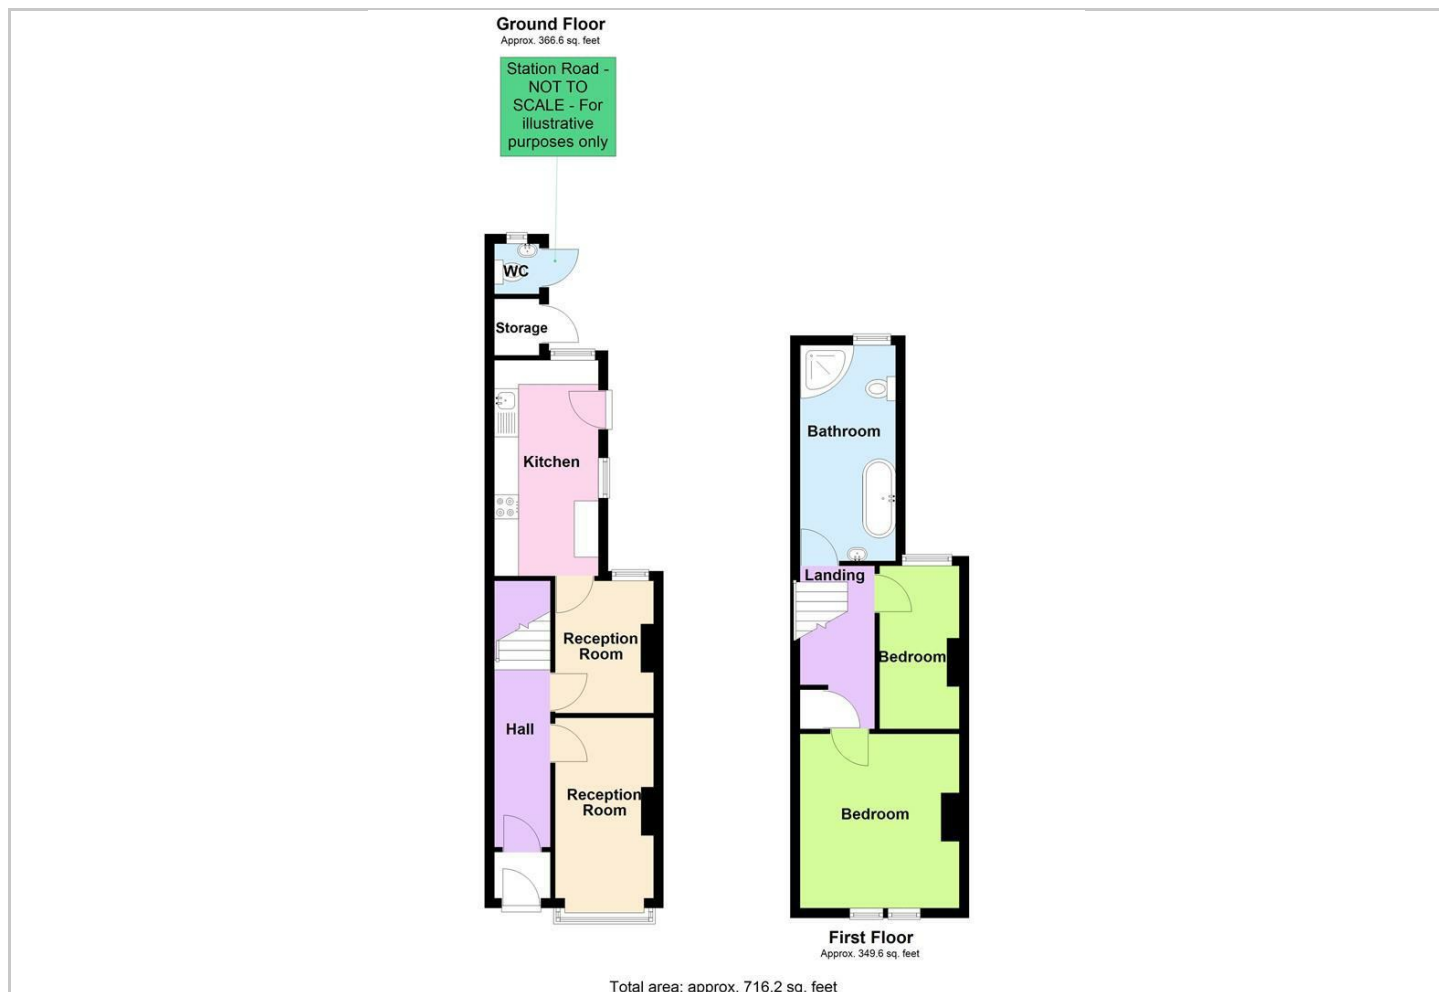 Ground Floor
Approx. 366.6 sq. feet
Station Road -
NOT TO
SCALE - For
illustrative
purposes only
WC
Storage
Kitchen
Reception
Room
Hall
Reception
Room
Bathroom
Landing
Bedroom
Bedroom
First Floor
Approx. 349.6 sq. feet
Total area: approx. 716.2 sq. feet